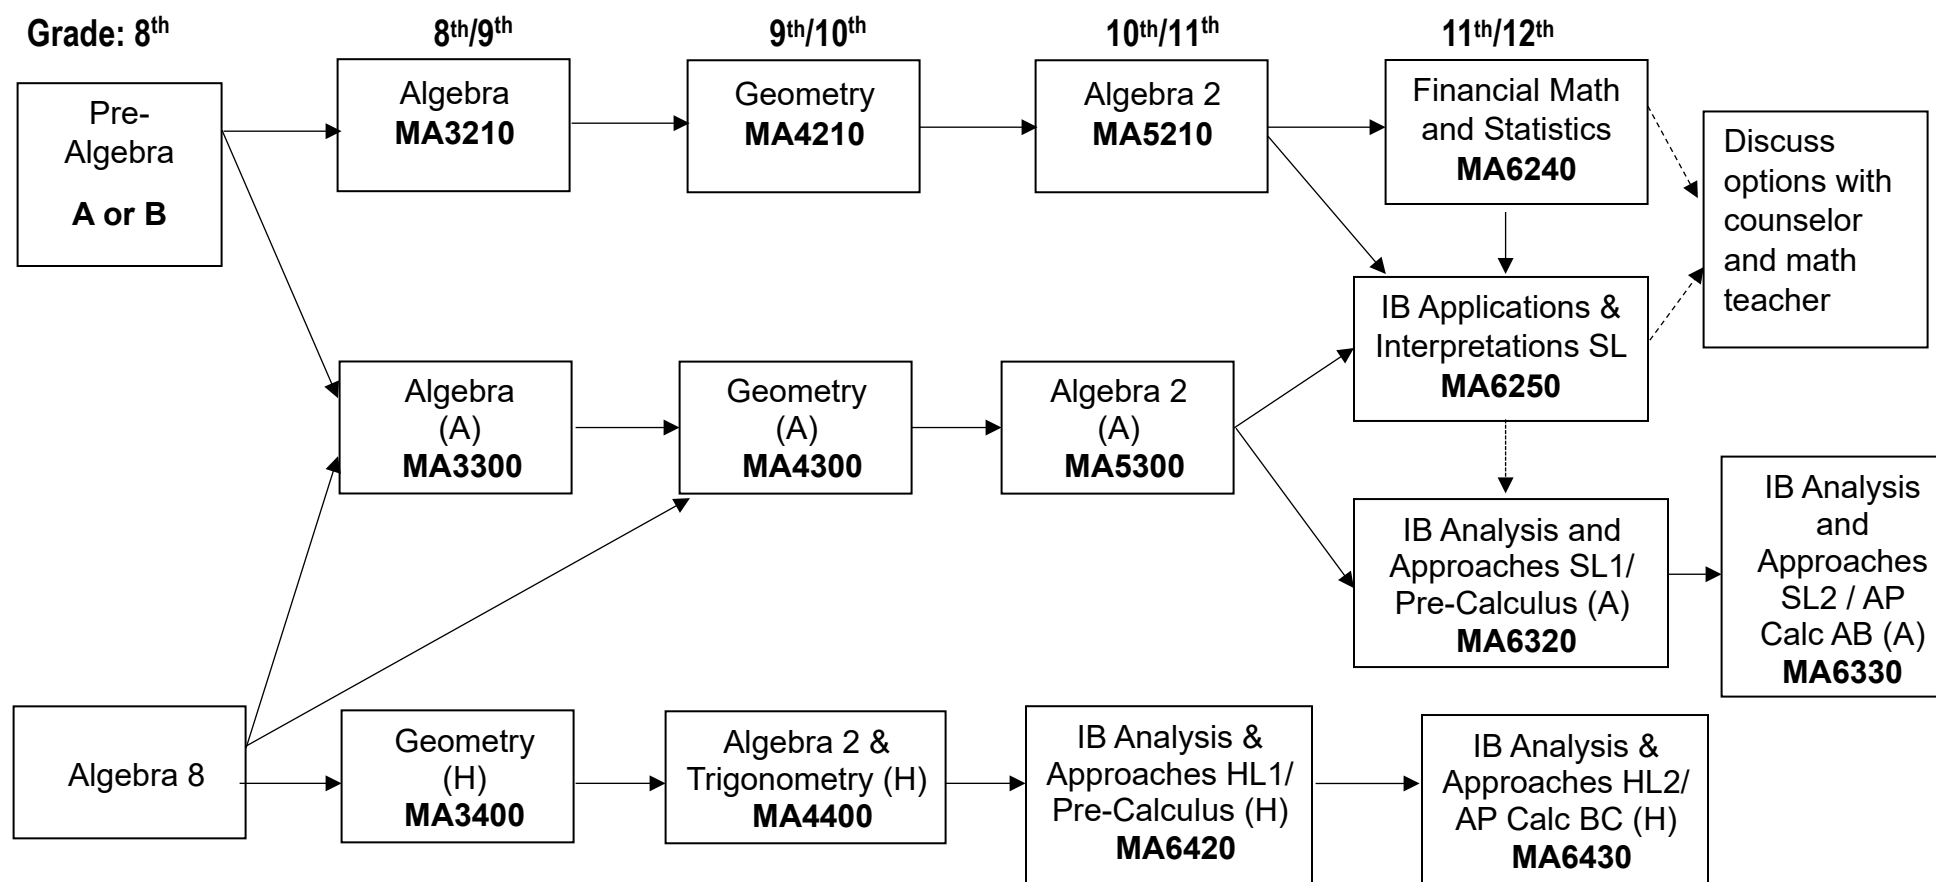 Grade: 8th
8th/9th
9th/10th
10th/11th
11th/12th
Pre-
Algebra
A or B
Algebra
MA3210
Geometry
MA4210
Algebra 2
MA5210
Financial Math
and Statistics
MA6240
Discuss
options with
counselor
and math
teacher
IB Applications &
Interpretations SL
MA6250
Algebra
(A)
MA3300
Geometry
(A)
MA4300
Algebra 2
(A)
MA5300
IB Analysis and
Approaches SL1/
Pre-Calculus (A)
MA6320
IB Analysis
and
Approaches
SL2 / AP
Calc AB (A)
MA6330
Algebra 8
Geometry
(H)
MA3400
Algebra 2 &
Trigonometry (H)
MA4400
IB Analysis &
Approaches HL1/
Pre-Calculus (H)
MA6420
IB Analysis &
Approaches HL2/
AP Calc BC (H)
MA6430